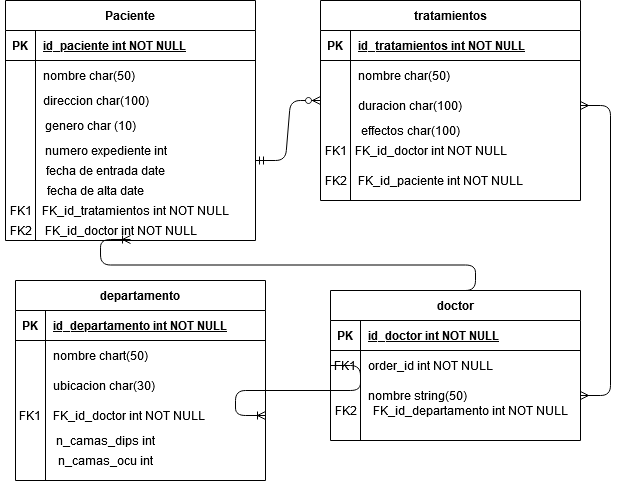 Paciente
PK id_paciente int NOT NULL
nombre char(50)
direccion char(100)
genero char (10)
numero expediente int
fecha de entrada date
fecha de alta date
FK1 FK_id_tratamientos int NOT NULL
FK2 FK_id_doctor int NOT NULL
tratamientos
PK id_tratamientos int NOT NULL
nombre char(50)
duracion char(100)
effectos char(100)
FK1 FK_id_doctor int NOT NULL
FK2 FK_id_paciente int NOT NULL
departamento
PK id_departamento int NOT NULL
nombre chart(50)
ubicacion char(30)
FK1 FK_id_doctor int NOT NULL
n_camas_dips int
n_camas_ocu int
doctor
PK id_doctor int NOT NULL
FK1 order_id int NOT NULL
nombre string(50)
FK2 FK_id_departamento int NOT NULL